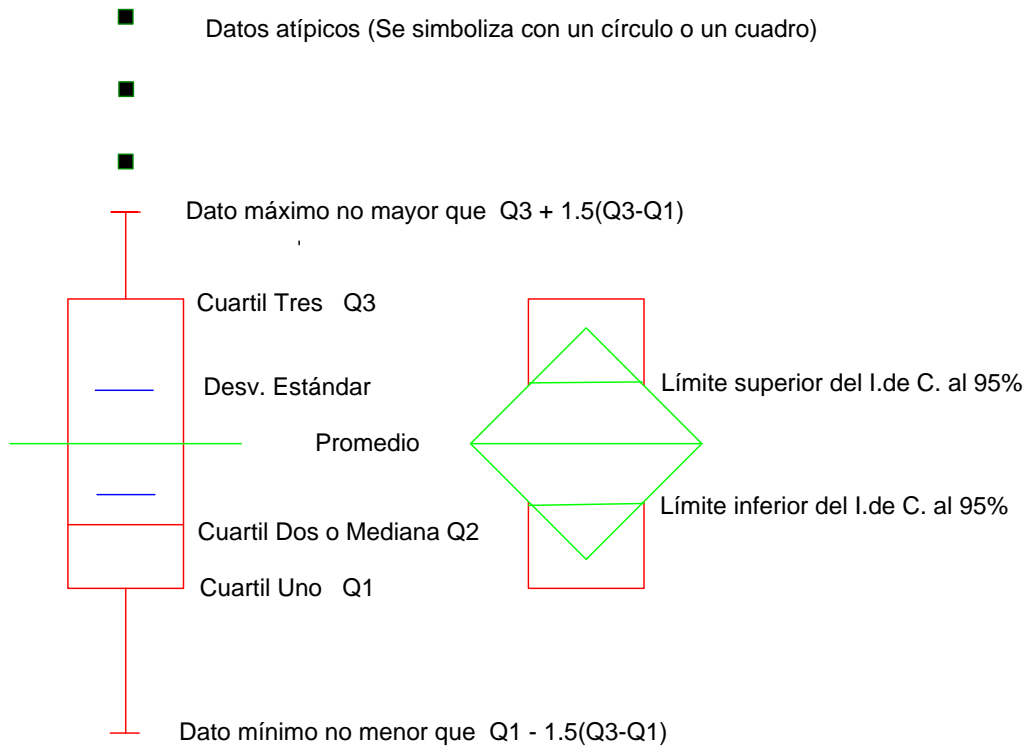 Datos atípicos (Se simboliza con un círculo o un cuadro)
Dato máximo no mayor que Q3 + 1.5(Q3-Q1)
Cuartil Tres Q3
Desv. Estándar
Límite superior del I.de C. al 95%
Promedio
Límite inferior del I.de C. al 95%
Cuartil Dos o Mediana Q2
Cuartil Uno Q1
Dato mínimo no menor que Q1 - 1.5(Q3-Q1)